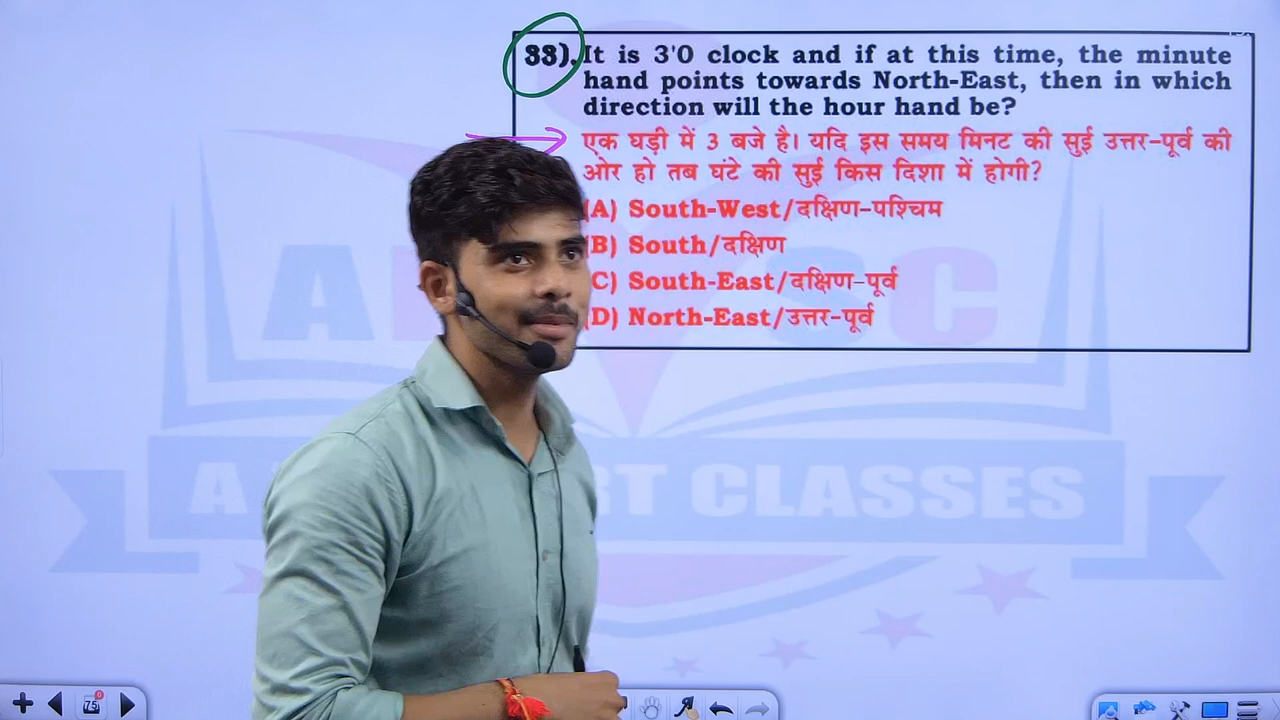 33). It is 3'0 clock and if at this time, the minute
hand points towards North-East, then in which
direction will the hour hand be?
एक घड़ी में 3 बजे है। यदि इस समय मिनट की सुई उत्तर-पूर्व की
ओर हो तब घंटे की सुई किस दिशा में होगी?
(A) South-West/दक्षिण-पश्चिम
(B) South/दक्षिण
(C) South-East/दक्षिण-पूर्व
(D) North-East/उत्तर-पूर्व
CLASSES
75